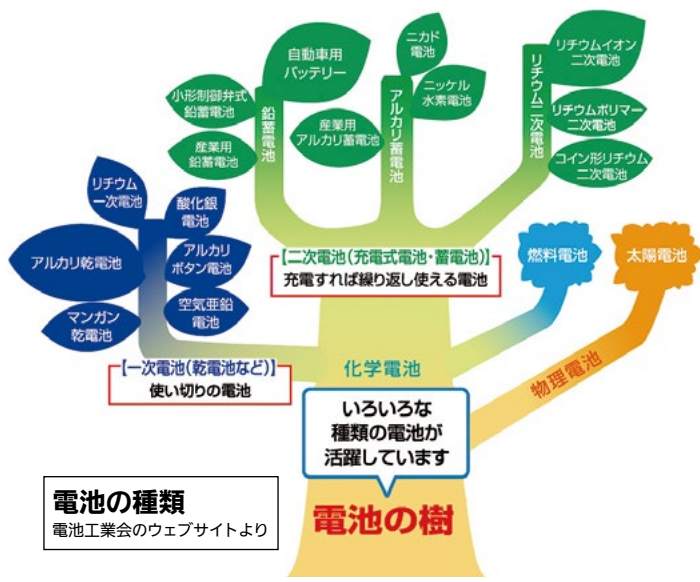 自動車用
バッテリー
小形制御弁式
鉛蓄電池
産業用
鉛蓄電池
鉛蓄電池
ニカド
電池
ニッケル
水素電池
産業用
アルカリ蓄電池
アルカリ蓄電池
リチウムイオン
二次電池
リチウムポリマー
二次電池
コイン形リチウム
二次電池
リチウム二次電池
リチウム
一次電池
酸化銀
電池
アルカリ乾電池
アルカリ
ボタン電池
マンガン
乾電池
空気亜鉛
電池
【二次電池(充電式電池・蓄電池)】
充電すれば繰り返し使える電池
燃料電池
太陽電池
【一次電池(乾電池など)】
使い切りの電池
化学電池
物理電池
いろいろな
種類の電池が
活躍しています
電池の樹
電池の種類
電池工業会のウェブサイトより